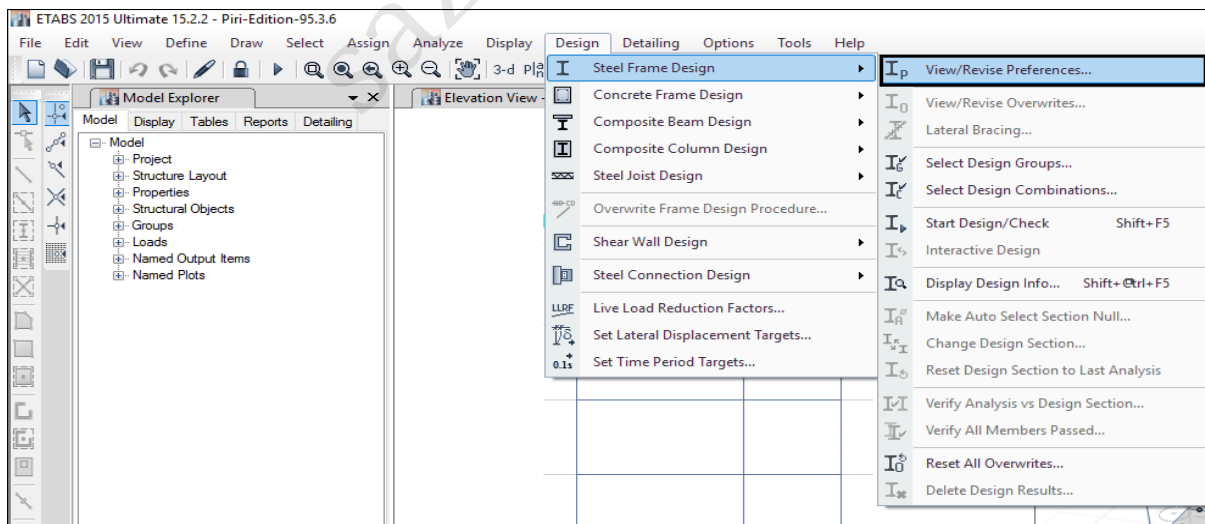 ETABS 2015 Ultimate 15.2.2 - Piri-Edition-95.3.6
File Edit View Define Draw Select Assign Analyze Display Design Detailing Options Tools Help
3-d
Model Explorer
Model Display Tables Reports Detailing
Model
Project
Structure Layout
Properties
Structural Objects
Groups
Loads
Named Output Items
Named Plots
Elevation View -
Steel Frame Design
Concrete Frame Design
Composite Beam Design
Composite Column Design
Steel Joist Design
Overwrite Frame Design Procedure...
Shear Wall Design
Steel Connection Design
LLRF Live Load Reduction Factors...
Set Lateral Displacement Targets...
0.1s Set Time Period Targets...
View/Revise Preferences...
View/Revise Overwrites...
Lateral Bracing...
Select Design Groups...
Select Design Combinations...
Start Design/Check Shift+F5
Interactive Design
Display Design Info... Shift+Ctrl+F5
Make Auto Select Section Null...
Change Design Section...
Reset Design Section to Last Analysis
Verify Analysis vs Design Section...
Verify All Members Passed...
Reset All Overwrites...
Delete Design Results...